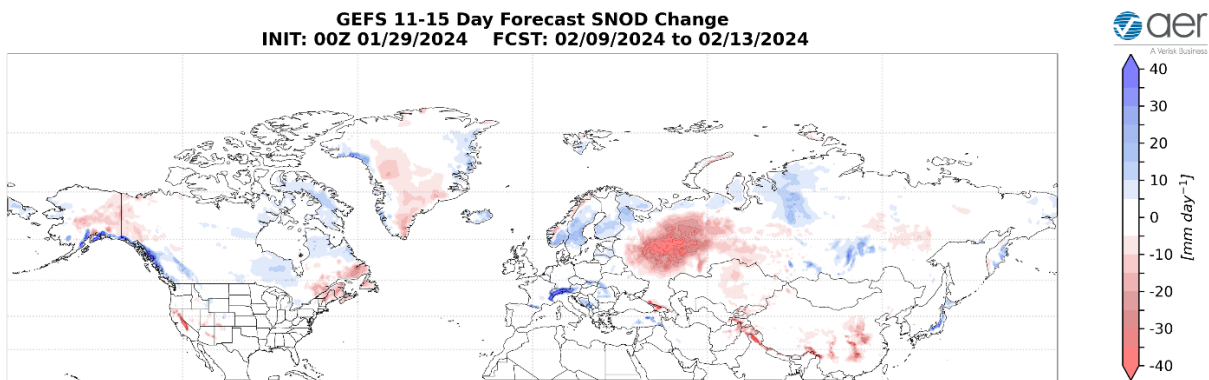 GEFS 11-15 Day Forecast SNOD Change
INIT: 00Z 01/29/2024    FCST: 02/09/2024 to 02/13/2024
aer
A Verisk Business
40
30
20
10
0
-10
-20
-30
-40
[mm day⁻¹]